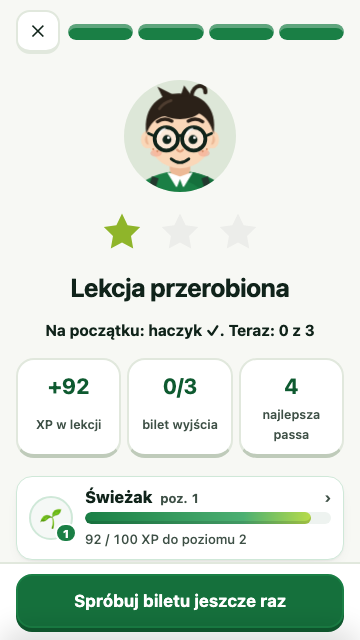 Lekcja przerobiona
Na początku: haczyk ✓. Teraz: 0 z 3
+92
XP w lekcji
0/3
bilet wyjścia
4
najlepsza
passa
Świeżak poz. 1
1
92 / 100 XP do poziomu 2
Spróbuj biletu jeszcze raz